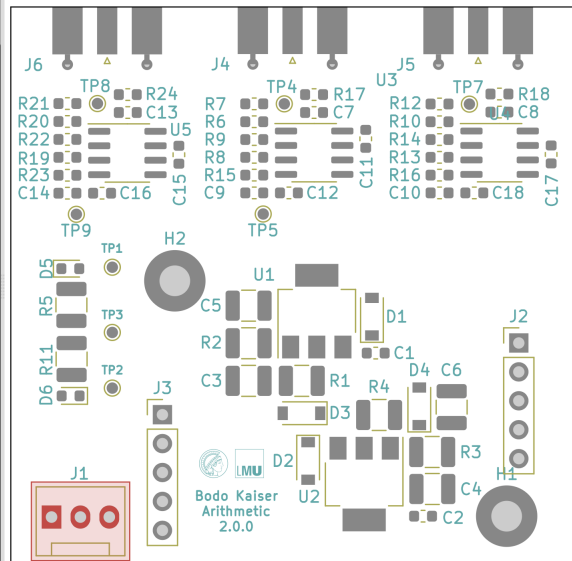 J6 J4 J5
TP8 R24 TP4 R17 U3 TP7 R18
R21 C13 R7 C7 R12 C8
R20 U5 R6 R10 U4
R22 R9 C11 R14
R19 R8 R13
R23 C15 R15 R16 C17
C14 C16 C9 C12 C10 C18
TP9 TP5
H2
TP1
D5 U1
R5 C5 D1 J2
TP3 R2
R11 C1
TP2 C3 R1 D4 C6
D6 J3 R4
D3
D2 R3
J1 LMU H1
U2 C4
Bodo Kaiser
Arithmetic C2
2.0.0